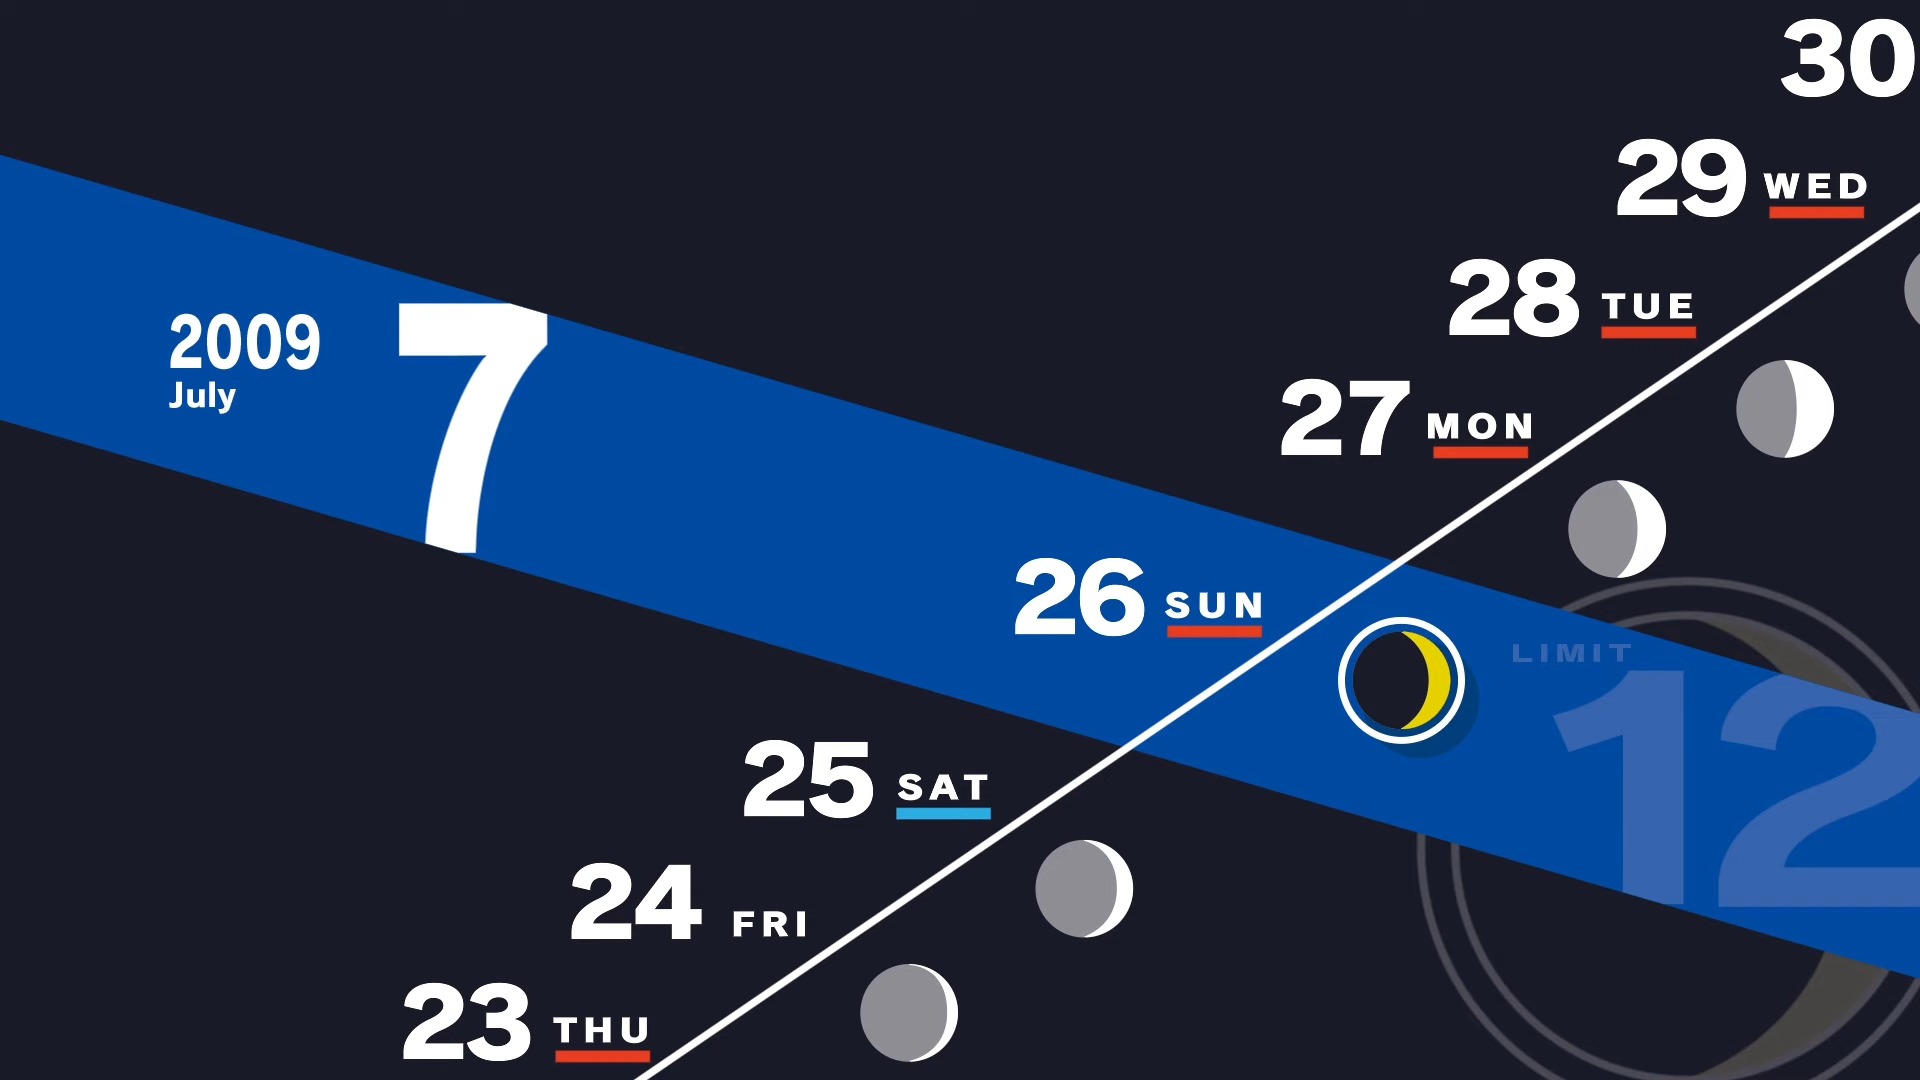 30
29 WED
28 TUE
2009
July
7
27 MON
26 SUN
LIMIT
12
25 SAT
24 FRI
23 THU